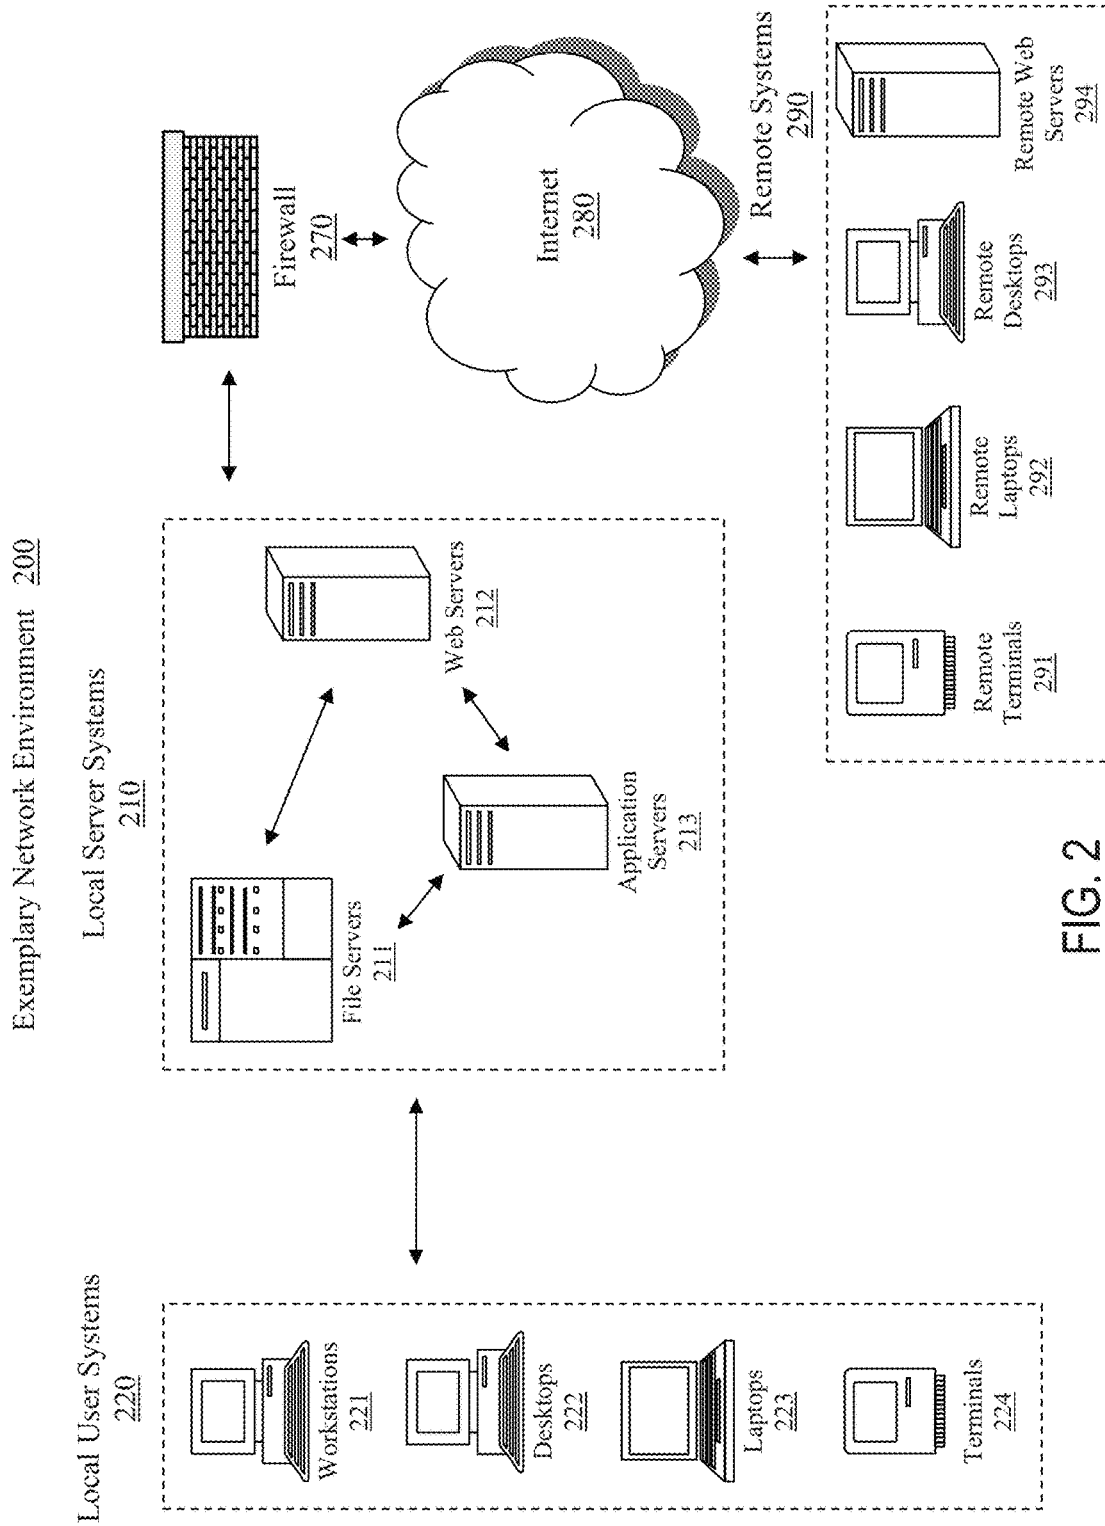 Exemplary Network Environment 200
Local User Systems
220
Workstations
221
Desktops
222
Laptops
223
Terminals
224
Local Server Systems
210
File Servers
211
Web Servers
212
Application
Servers
213
Firewall
270
Internet
280
Remote Systems
290
Remote
Terminals
291
Remote
Laptops
292
Remote
Desktops
293
Remote Web
Servers
294
FIG. 2